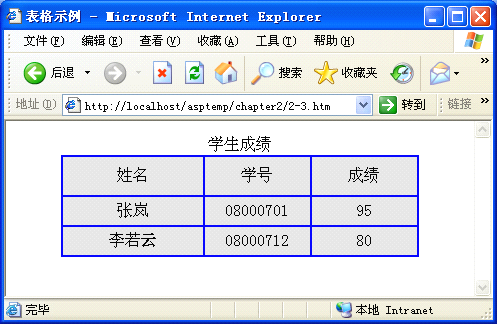 表格示例 - Microsoft Internet Explorer
文件(F) 编辑(E) 查看(V) 收藏(A) 工具(T) 帮助(H) »
后退 搜索 收藏夹 »
地址(D) http://localhost/asptemp/chapter2/2-3.htm 转到 链接 »
学生成绩
姓名 学号 成绩
张岚 08000701 95
李若云 08000712 80
完毕 本地 Intranet